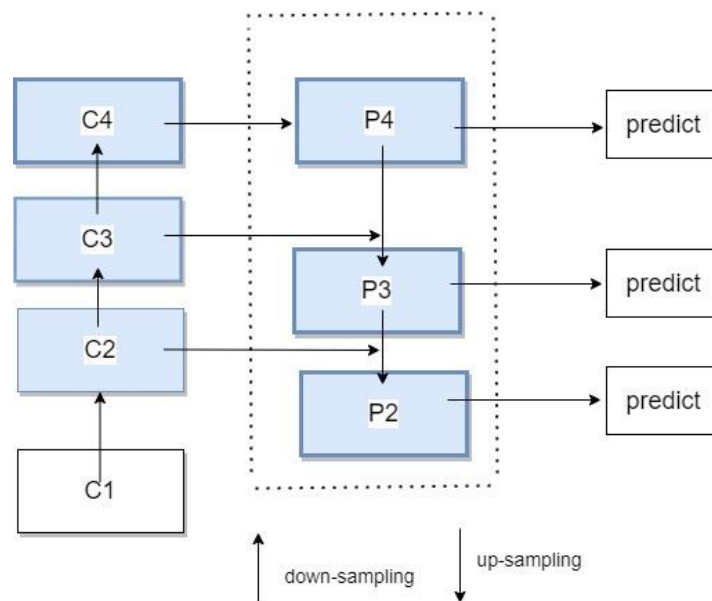 C4
P4
predict
C3
P3
predict
C2
P2
predict
C1
up-sampling
down-sampling